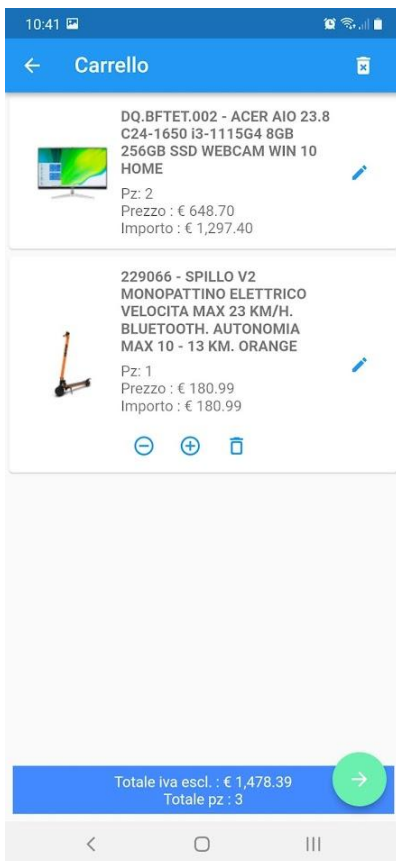 10:41
Carrello
DQ.BFTET.002 - ACER AIO 23.8
C24-1650 i3-1115G4 8GB
256GB SSD WEBCAM WIN 10
HOME
Pz: 2
Prezzo : € 648.70
Importo : € 1,297.40
229066 - SPILLO V2
MONOPATTINO ELETTRICO
VELOCITA MAX 23 KM/H.
BLUETOOTH. AUTONOMIA
MAX 10 - 13 KM. ORANGE
Pz: 1
Prezzo : € 180.99
Importo : € 180.99
Totale iva escl. : € 1,478.39
Totale pz : 3